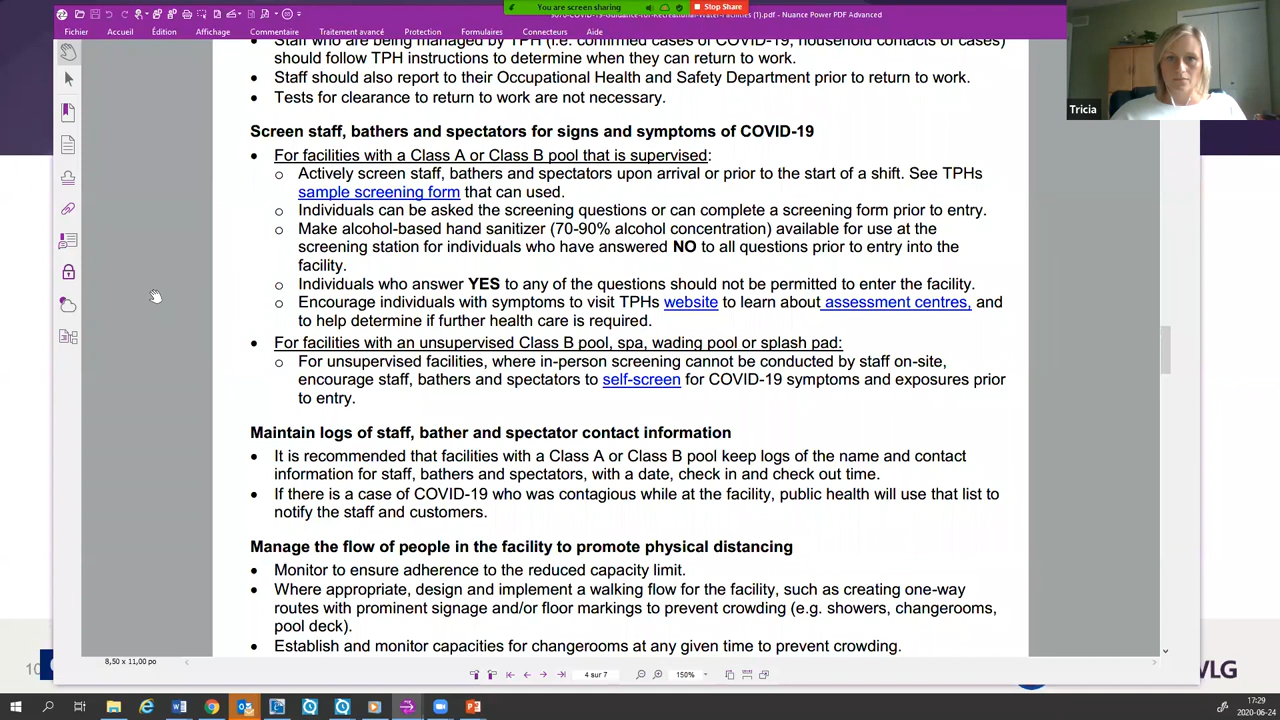 You are screen sharing
Stop Share
9070-COVID-19-Guidance-for-Recreational-Water-Facilities (1).pdf - Nuance Power PDF Advanced
Fichier Accueil Édition Affichage Commentaire Traitement avancé Protection Formulaires Connecteurs Aide
Tricia
Staff who are being managed by TPH (i.e. confirmed cases of COVID-19, household contacts of cases)
should follow TPH instructions to determine when they can return to work.
• Staff should also report to their Occupational Health and Safety Department prior to return to work.
• Tests for clearance to return to work are not necessary.
Screen staff, bathers and spectators for signs and symptoms of COVID-19
• For facilities with a Class A or Class B pool that is supervised:
o Actively screen staff, bathers and spectators upon arrival or prior to the start of a shift. See TPHs
sample screening form that can used.
o Individuals can be asked the screening questions or can complete a screening form prior to entry.
o Make alcohol-based hand sanitizer (70-90% alcohol concentration) available for use at the
screening station for individuals who have answered NO to all questions prior to entry into the
facility.
o Individuals who answer YES to any of the questions should not be permitted to enter the facility.
o Encourage individuals with symptoms to visit TPHs website to learn about assessment centres, and
to help determine if further health care is required.
• For facilities with an unsupervised Class B pool, spa, wading pool or splash pad:
o For unsupervised facilities, where in-person screening cannot be conducted by staff on-site,
encourage staff, bathers and spectators to self-screen for COVID-19 symptoms and exposures prior
to entry.
Maintain logs of staff, bather and spectator contact information
• It is recommended that facilities with a Class A or Class B pool keep logs of the name and contact
information for staff, bathers and spectators, with a date, check in and check out time.
• If there is a case of COVID-19 who was contagious while at the facility, public health will use that list to
notify the staff and customers.
Manage the flow of people in the facility to promote physical distancing
• Monitor to ensure adherence to the reduced capacity limit.
• Where appropriate, design and implement a walking flow for the facility, such as creating one-way
routes with prominent signage and/or floor markings to prevent crowding (e.g. showers, changerooms,
pool deck).
• Establish and monitor capacities for changerooms at any given time to prevent crowding.
8,50 x 11,00 po
4 sur 7
150%
10
VLG
17:29
2020-06-24